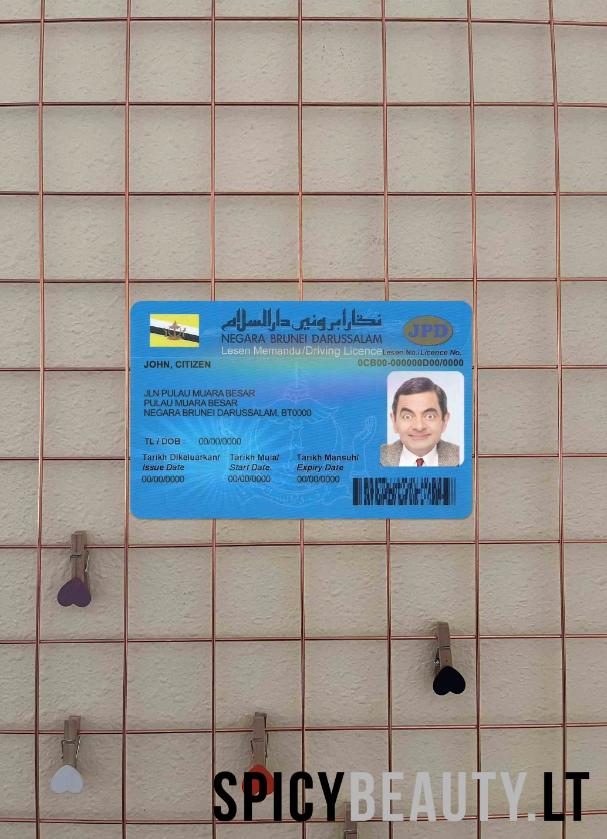 نݢارا بروني دارالسلام
NEGARA BRUNEI DARUSSALAM
JPD
Lesen Memandu/Driving Licence
Lesen No./Licence No.
JOHN, CITIZEN
0CB00-000000D00/0000
JLN PULAU MUARA BESAR
PULAU MUARA BESAR
NEGARA BRUNEI DARUSSALAM, BT0000
TL / DOB : 00/00/0000
Tarikh Dikeluarkan/ Tarikh Mula/ Tarikh Mansuh/
Issue Date Start Date Expiry Date
00/00/0000 00/00/0000 00/00/0000
SPICYBEAUTY.LT